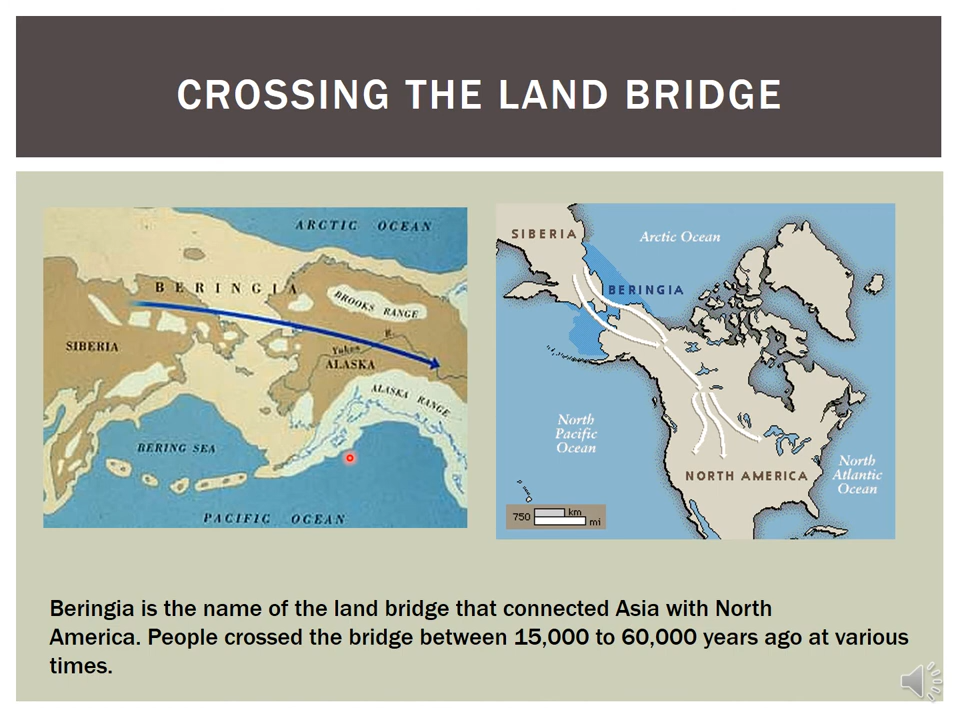 CROSSING THE LAND BRIDGE
ARCTIC OCEAN
BERINGIA
BROOKS RANGE
SIBERIA
Yukon R.
ALASKA
ALASKA RANGE
BERING SEA
PACIFIC OCEAN
SIBERIA
Arctic Ocean
BERINGIA
North
Pacific
Ocean
NORTH AMERICA
North
Atlantic
Ocean
750 km
mi
Beringia is the name of the land bridge that connected Asia with North
America. People crossed the bridge between 15,000 to 60,000 years ago at various
times.